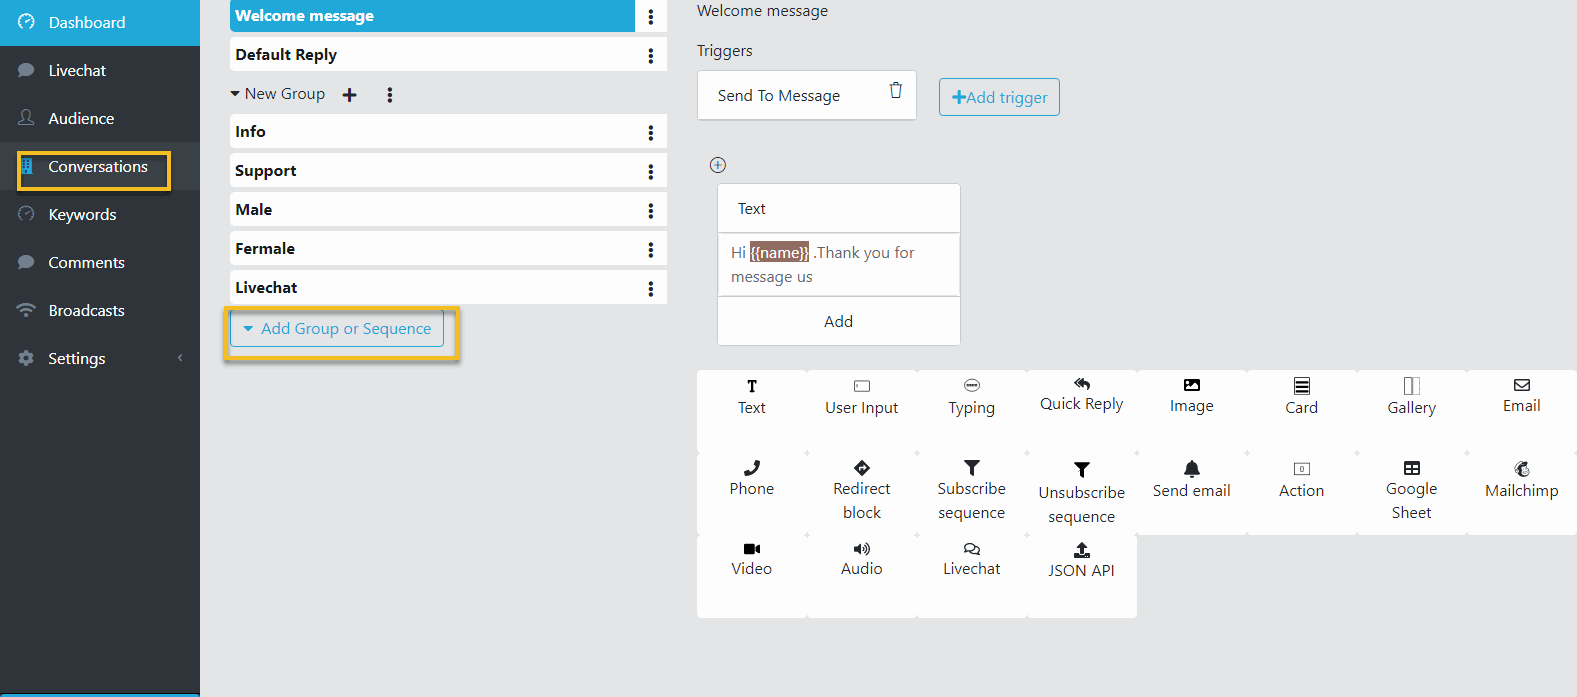 Dashboard
Livechat
Audience
Conversations
Keywords
Comments
Broadcasts
Settings
Welcome message
Default Reply
New Group
Info
Support
Male
Fermale
Livechat
Add Group or Sequence
Welcome message
Triggers
Send To Message
Add trigger
Text
Hi {{name}} .Thank you for
message us
Add
Text
User Input
Typing
Quick Reply
Image
Card
Gallery
Email
Phone
Redirect
block
Subscribe
sequence
Unsubscribe
sequence
Send email
Action
Google
Sheet
Mailchimp
Video
Audio
Livechat
JSON API